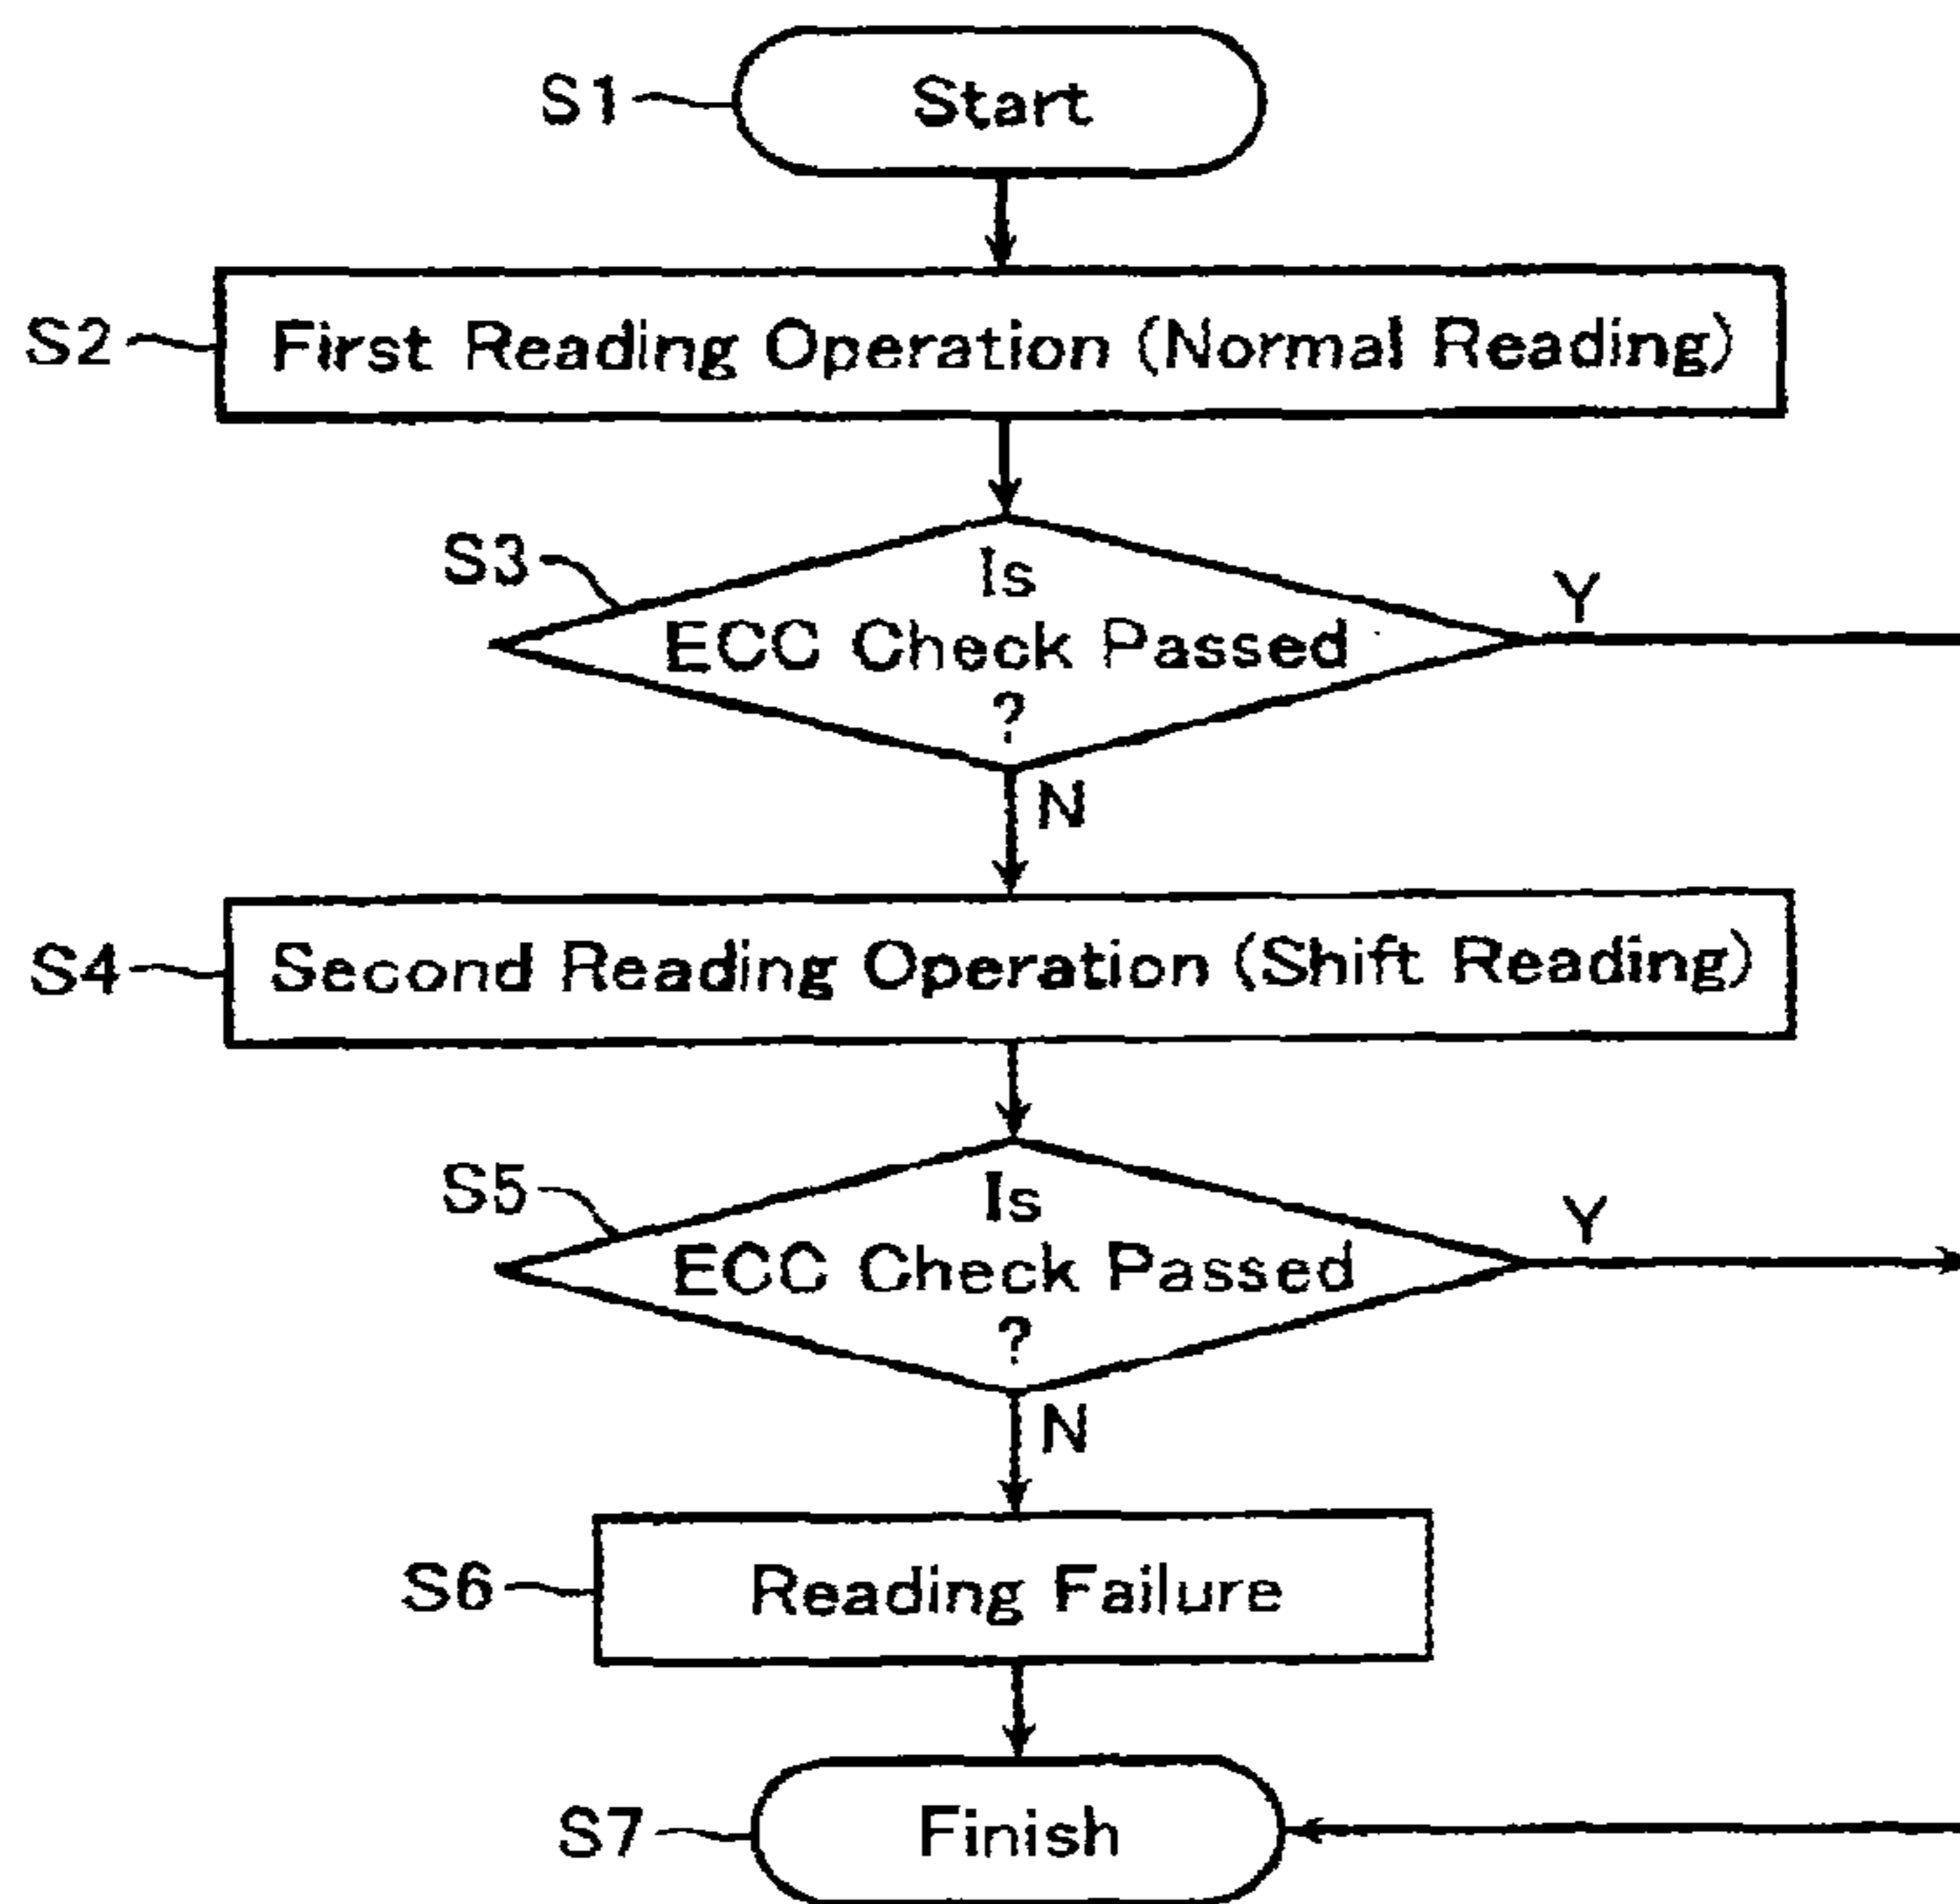 S1
Start
S2
First Reading Operation (Normal Reading)
S3
Is
ECC Check Passed
?
Y
N
S4
Second Reading Operation (Shift Reading)
S5
Is
ECC Check Passed
?
Y
N
S6
Reading Failure
S7
Finish